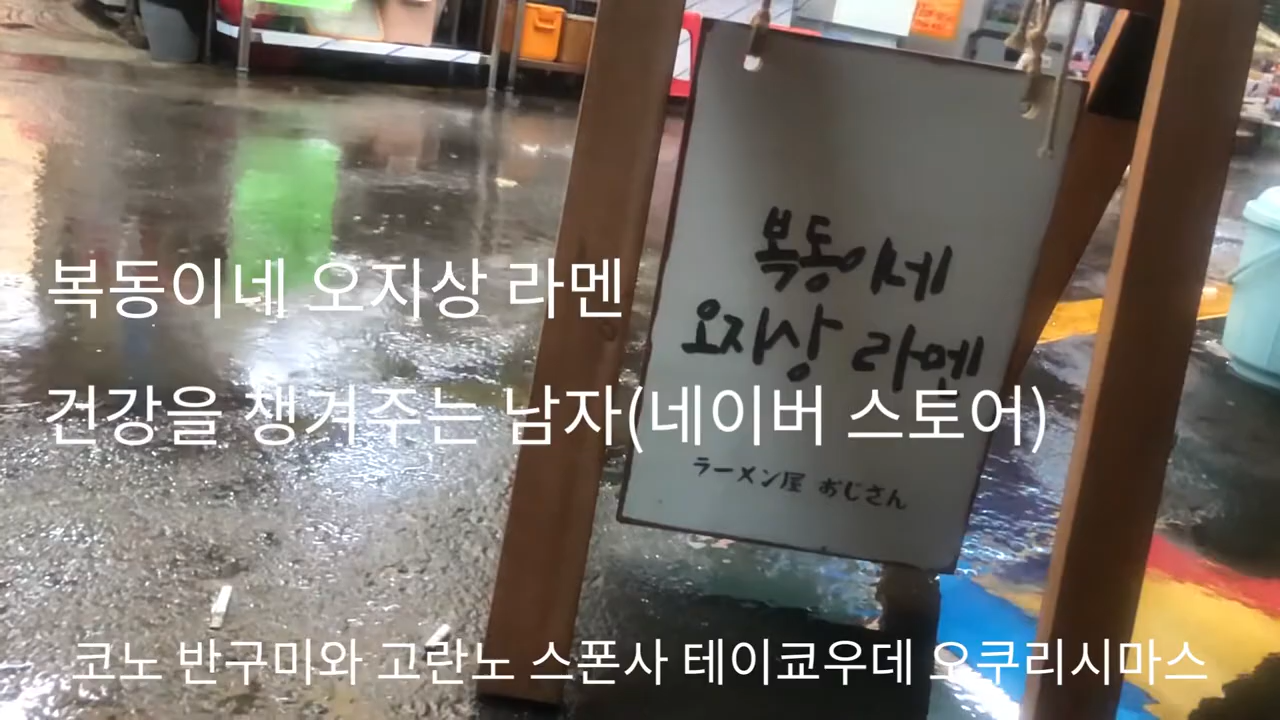 복동이세
오지상 라멘
ラーメン屋 おじさん
복동이네 오지상 라멘
건강을 챙겨주는 남자(네이버 스토어)
코노 반구미와 고란노 스폰사 테이쿄우데 오쿠리시마스